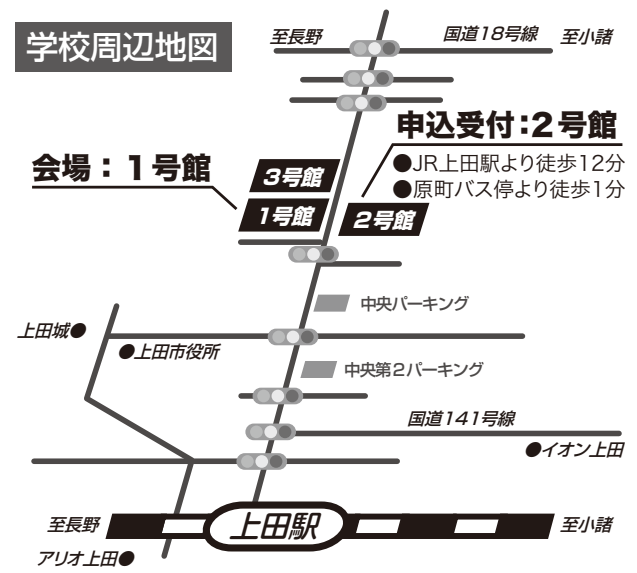 学校周辺地図
至長野
国道18号線
至小諸
申込受付：2号館
●JR上田駅より徒歩12分
●原町バス停より徒歩1分
会場：1号館
3号館
1号館
2号館
中央パーキング
上田城●
●上田市役所
中央第2パーキング
国道141号線
●イオン上田
至長野
上田駅
至小諸
アリオ上田●